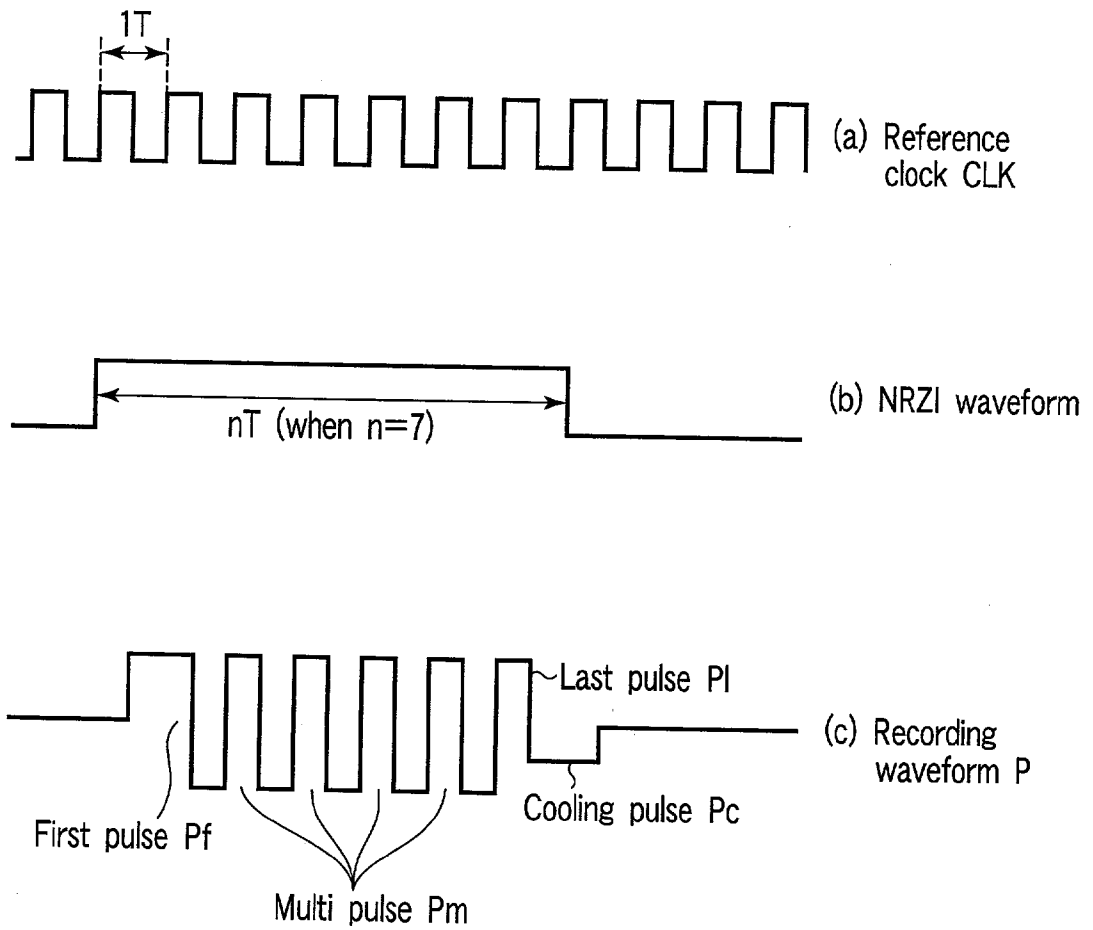 1T
(a) Reference
clock CLK
nT (when n=7)
(b) NRZI waveform
Last pulse Pl
(c) Recording
waveform P
Cooling pulse Pc
First pulse Pf
Multi pulse Pm